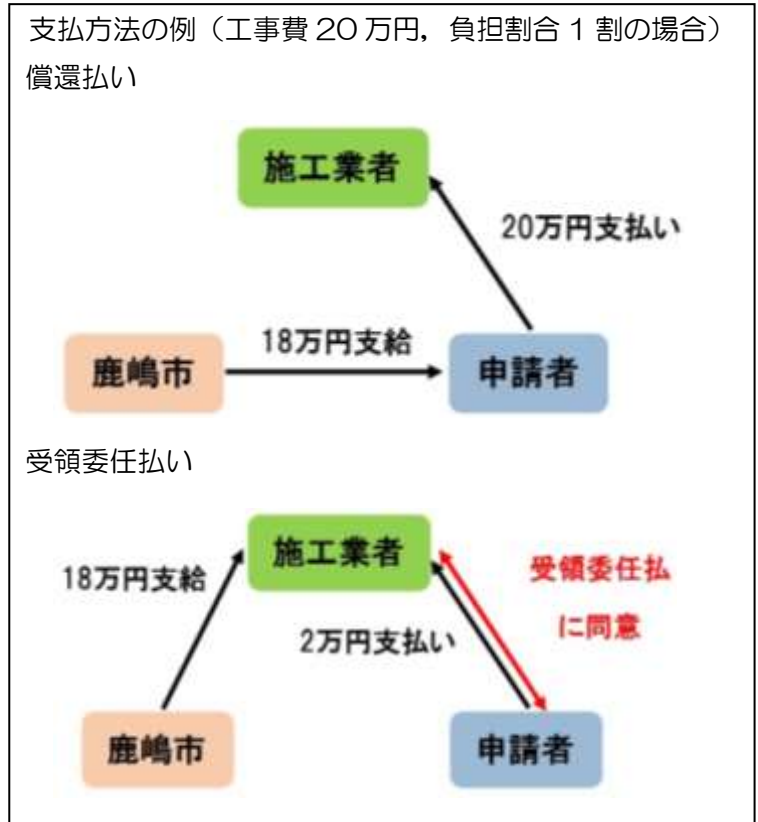 支払方法の例（工事費20万円，負担割合1割の場合）
償還払い
施工業者
20万円支払い
18万円支給
鹿嶋市
申請者
受領委任払い
施工業者
18万円支給
受領委任払
に同意
2万円支払い
鹿嶋市
申請者